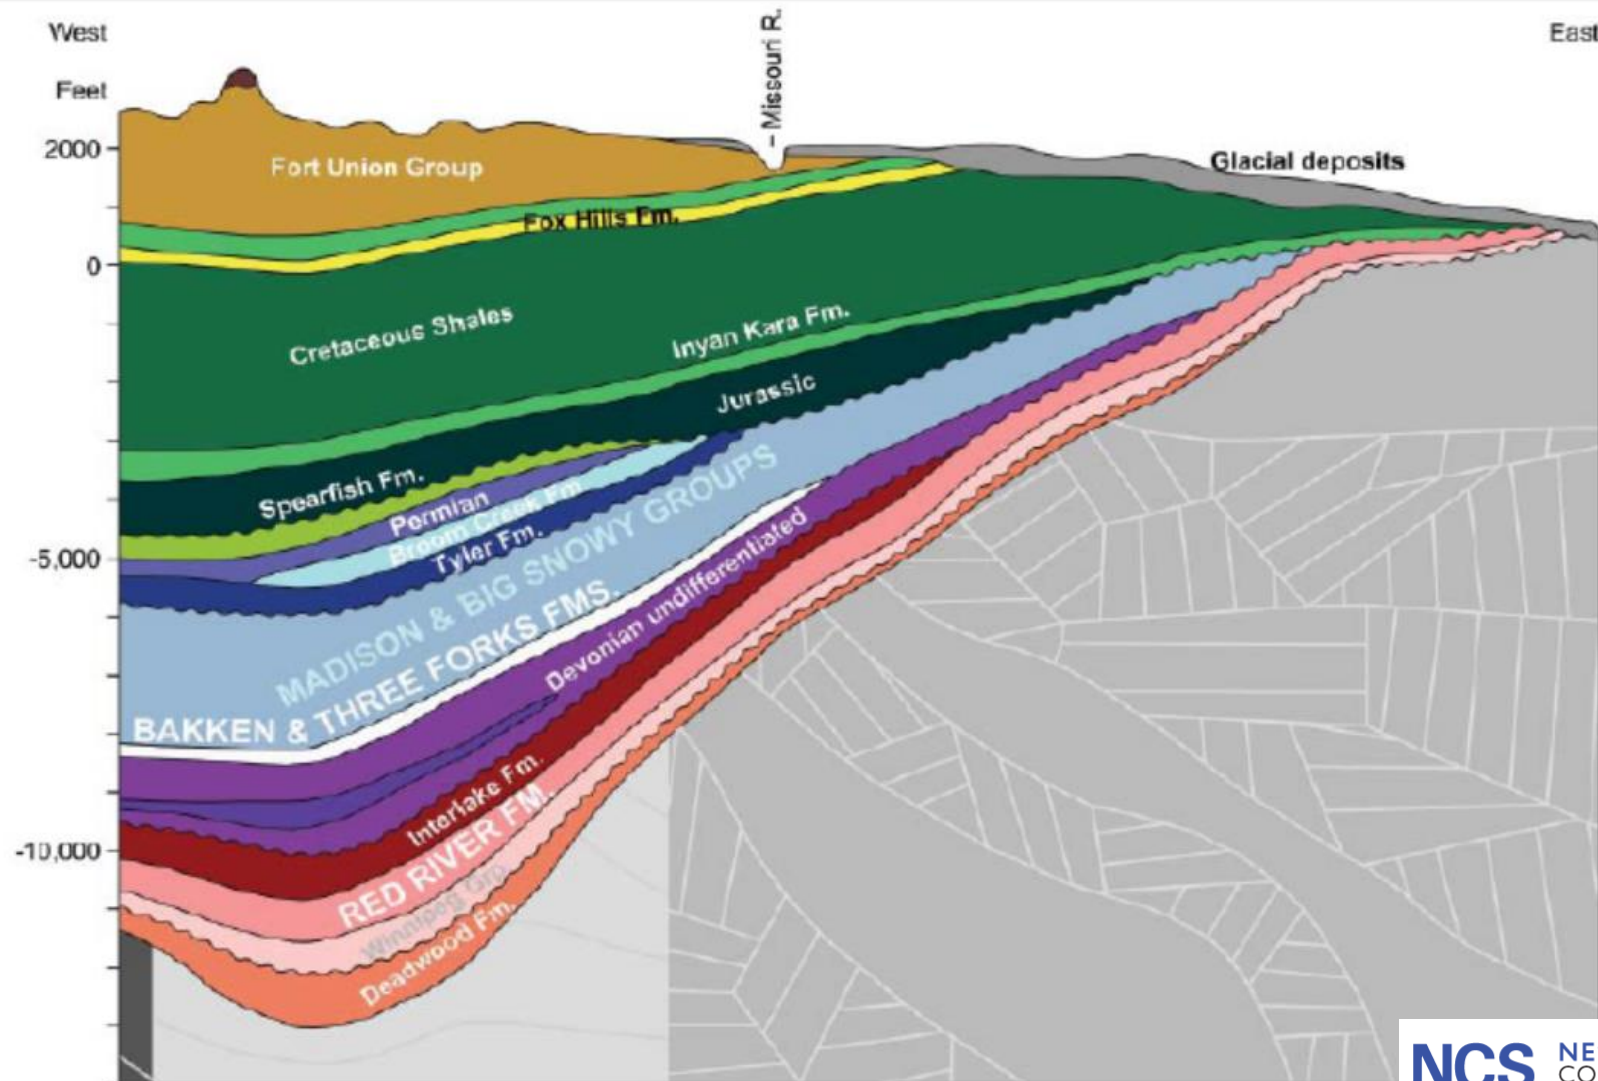 West
East
Feet
– Missouri R.
2000
Glacial deposits
Fort Union Group
Fox Hills Fm.
0
Cretaceous Shales
Inyan Kara Fm.
Jurassic
Spearfish Fm.
Permian
Broom Creek Fm
Tyler Fm.
-5,000
MADISON & BIG SNOWY GROUPS
BAKKEN & THREE FORKS FMS.
Devonian undifferentiated
Interlake Fm.
-10,000
RED RIVER FM.
Winnipeg Grp
Deadwood Fm.
NCS
NE
CO